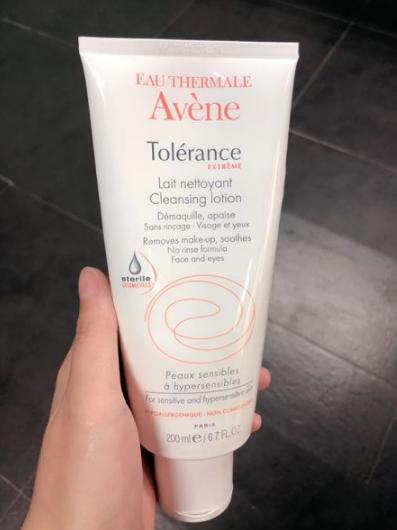 EAU THERMALE
Avène
Tolérance
EXTRÊME
Lait nettoyant
Cleansing lotion
Démaquille, apaise
Sans rinçage - Visage et yeux
Removes make-up, soothes
No rinse formula
Face and eyes
sterile
COSMETICS
Peaux sensibles
à hypersensibles
For sensitive and hypersensitive skin
HYPOALLERGENIQUE - NON
PARIS
200 ml e / 6.7 FL.OZ.